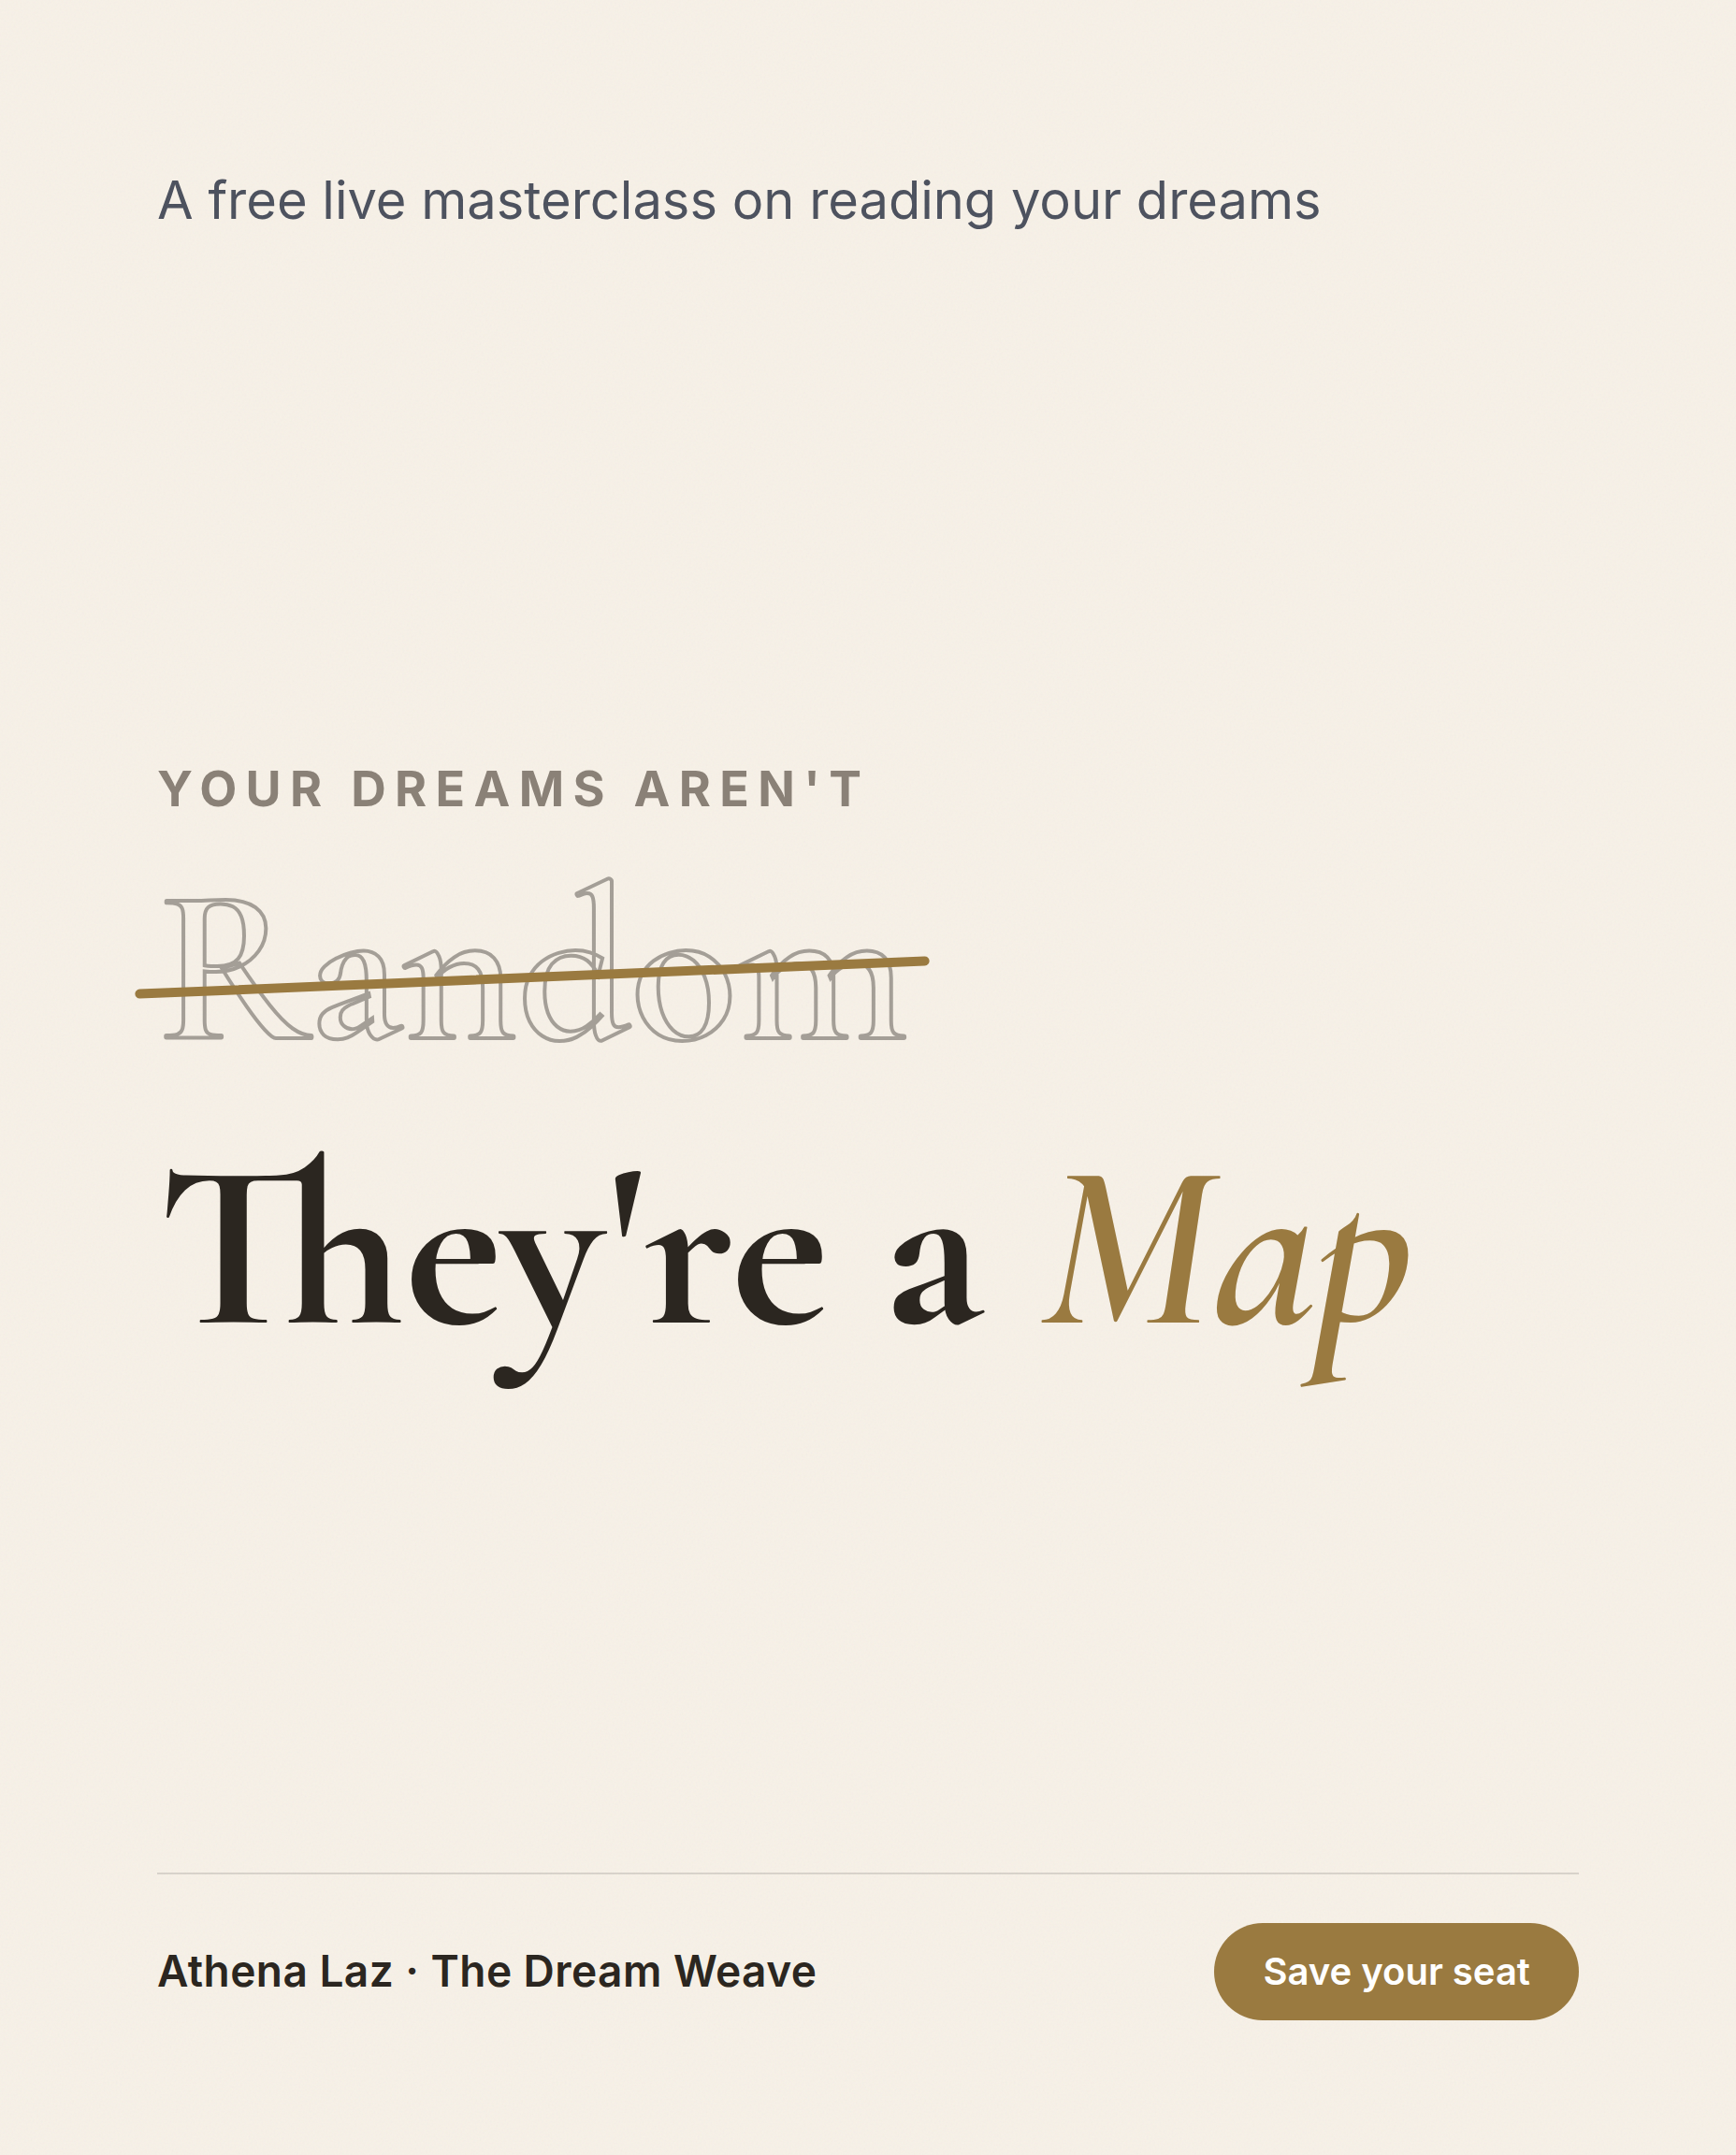 A free live masterclass on reading your dreams
YOUR DREAMS AREN'T
Random
They're a Map
Athena Laz · The Dream Weave
Save your seat